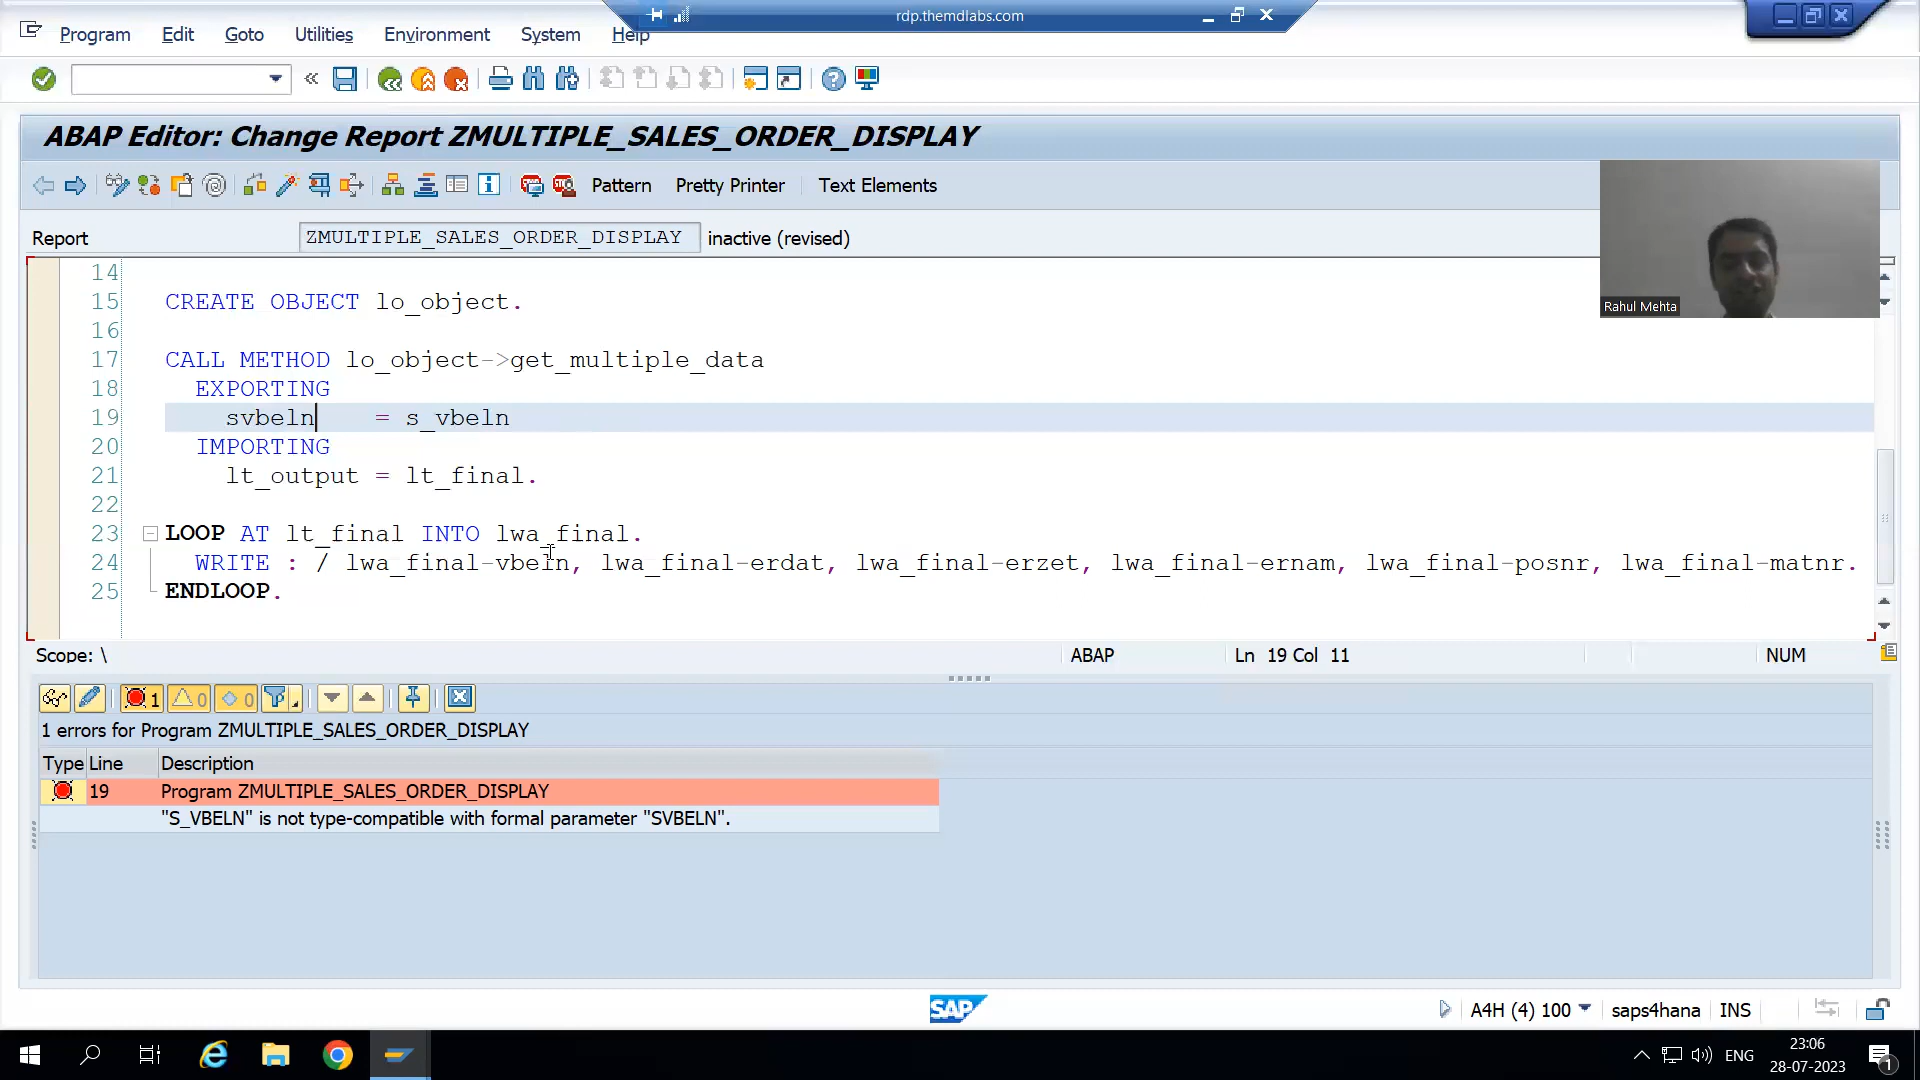 rdp.themdlabs.com
Program Edit Goto Utilities Environment System Help
ABAP Editor: Change Report ZMULTIPLE_SALES_ORDER_DISPLAY
Pattern Pretty Printer Text Elements
Report ZMULTIPLE_SALES_ORDER_DISPLAY inactive (revised)
Rahul Mehta
14
15 CREATE OBJECT lo_object.
16
17 CALL METHOD lo_object->get_multiple_data
18 EXPORTING
19 svbeln = s_vbeln
20 IMPORTING
21 lt_output = lt_final.
22
23 LOOP AT lt_final INTO lwa_final.
24 WRITE : / lwa_final-vbeln, lwa_final-erdat, lwa_final-erzet, lwa_final-ernam, lwa_final-posnr, lwa_final-matnr.
25 ENDLOOP.
Scope: \ ABAP Ln 19 Col 11 NUM
1 0 0
1 errors for Program ZMULTIPLE_SALES_ORDER_DISPLAY
Type Line Description
19 Program ZMULTIPLE_SALES_ORDER_DISPLAY
"S_VBELN" is not type-compatible with formal parameter "SVBELN".
SAP A4H (4) 100 saps4hana INS
ENG 23:06
28-07-2023 1